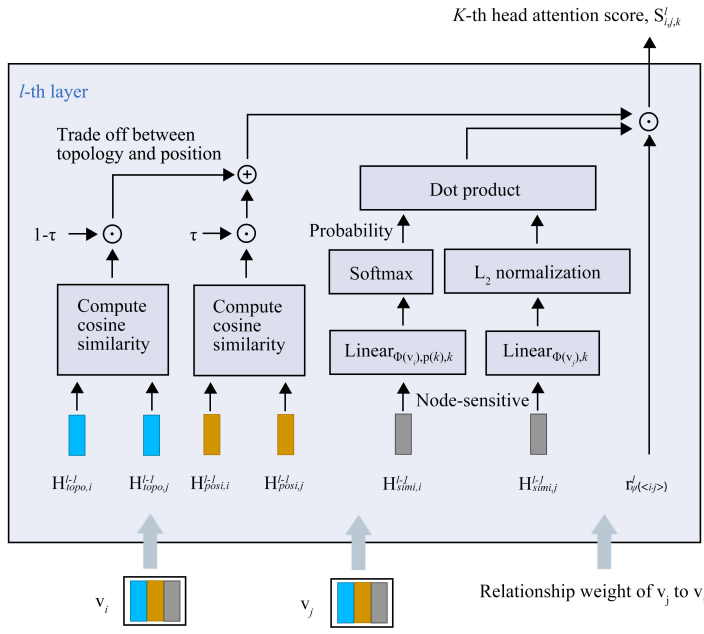 K-th head attention score, S^l_{i,j,k}
l-th layer
Trade off between
topology and position
1-τ
τ
Probability
Dot product
Softmax
L_2 normalization
Compute
cosine
similarity
Compute
cosine
similarity
Linear_{Φ(v_i),p(k),k}
Linear_{Φ(v_j),k}
Node-sensitive
H^{l-1}_{topo,i}
H^{l-1}_{topo,j}
H^{l-1}_{posi,i}
H^{l-1}_{posi,j}
H^{l-1}_{simi,i}
H^{l-1}_{simi,j}
r^l_{ψ(<i·j>)}
v_i
v_j
Relationship weight of v_j to v